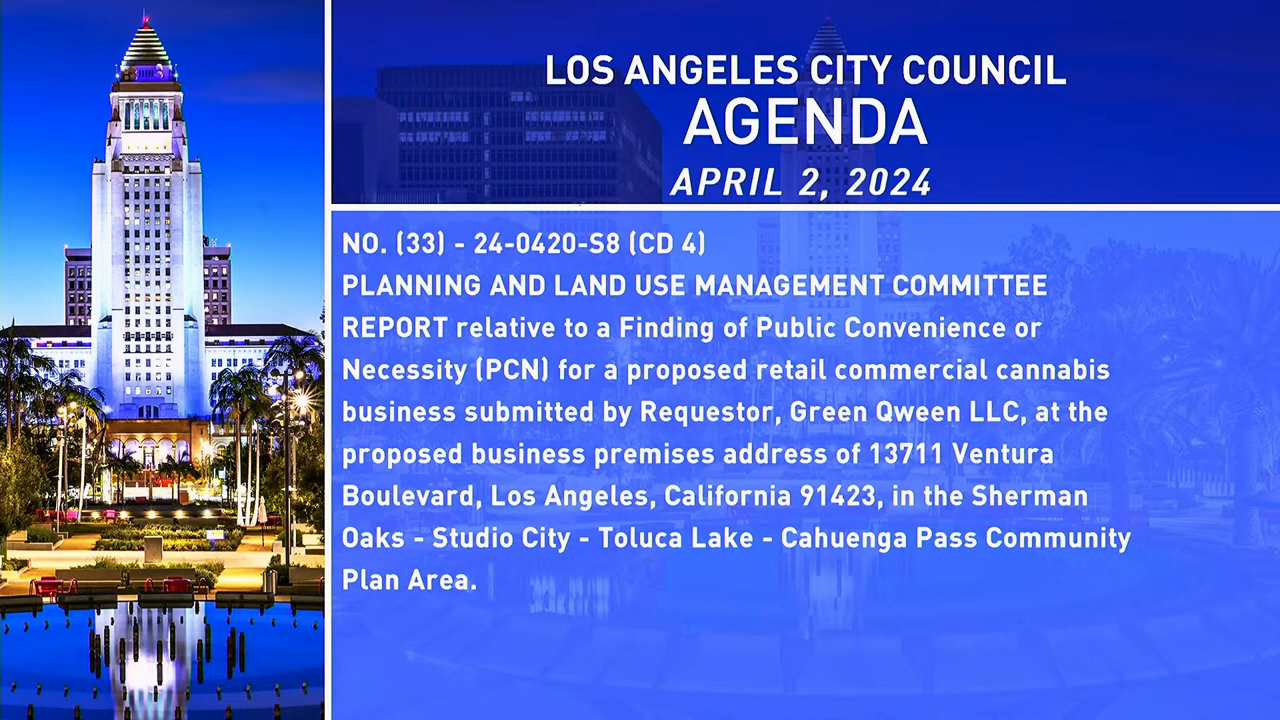 LOS ANGELES CITY COUNCIL
AGENDA
APRIL 2, 2024
NO. (33) - 24-0420-S8 (CD 4)
PLANNING AND LAND USE MANAGEMENT COMMITTEE
REPORT relative to a Finding of Public Convenience or
Necessity (PCN) for a proposed retail commercial cannabis
business submitted by Requestor, Green Qween LLC, at the
proposed business premises address of 13711 Ventura
Boulevard, Los Angeles, California 91423, in the Sherman
Oaks - Studio City - Toluca Lake - Cahuenga Pass Community
Plan Area.